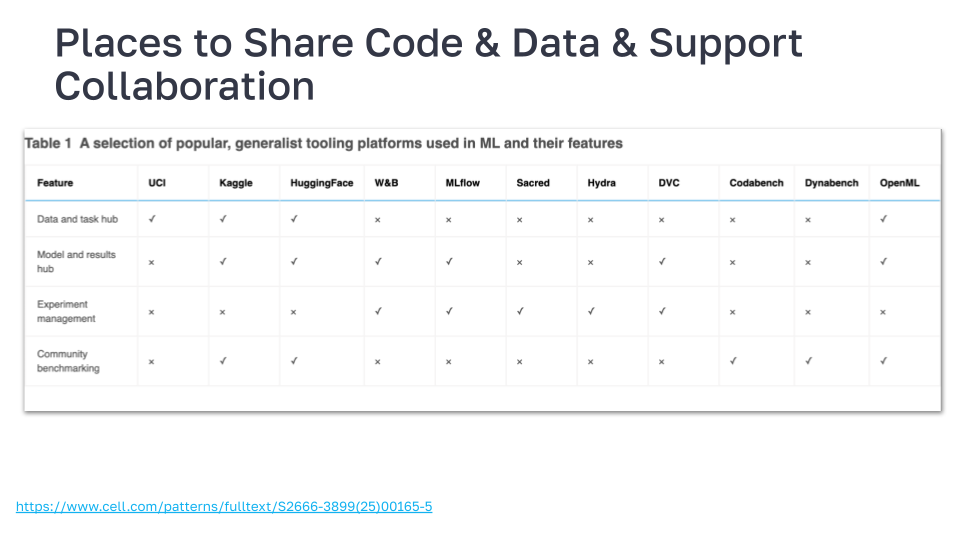 Places to Share Code & Data & Support
Collaboration
Table 1 A selection of popular, generalist tooling platforms used in ML and their features
Feature UCI Kaggle HuggingFace W&B MLflow Sacred Hydra DVC Codabench Dynabench OpenML
Data and task hub ✓ ✓ ✓ × × × × × × × ✓
Model and results
hub × ✓ ✓ ✓ ✓ × × ✓ × × ✓
Experiment
management × × × ✓ ✓ ✓ ✓ ✓ × × ×
Community
benchmarking × ✓ ✓ × × × × × ✓ ✓ ✓
https://www.cell.com/patterns/fulltext/S2666-3899(25)00165-5